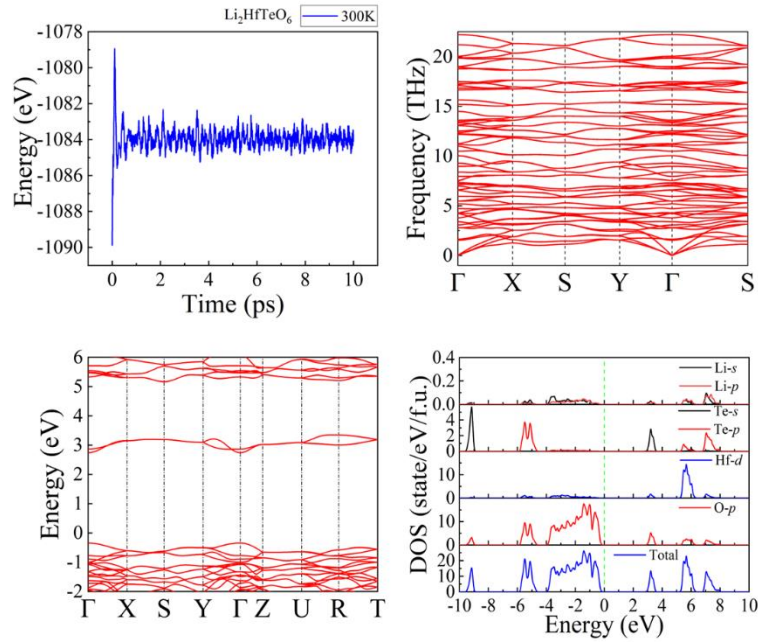 Li₂HfTeO₆
300K
-1078
-1080
-1082
-1084
-1086
-1088
-1090
Energy (eV)
0 2 4 6 8 10
Time (ps)
20
15
10
5
0
Frequency (THz)
Γ X S Y Γ S
6
5
4
3
2
1
0
-1
-2
Energy (eV)
Γ X S Y Γ Z U R T
0.4
0.2
0.0
Li-s
Li-p
4
2
0
Te-s
Te-p
10
0
Hf-d
10
0
O-p
20
10
0
Total
DOS (state/eV/f.u.)
-10 -8 -6 -4 -2 0 2 4 6 8 10
Energy (eV)